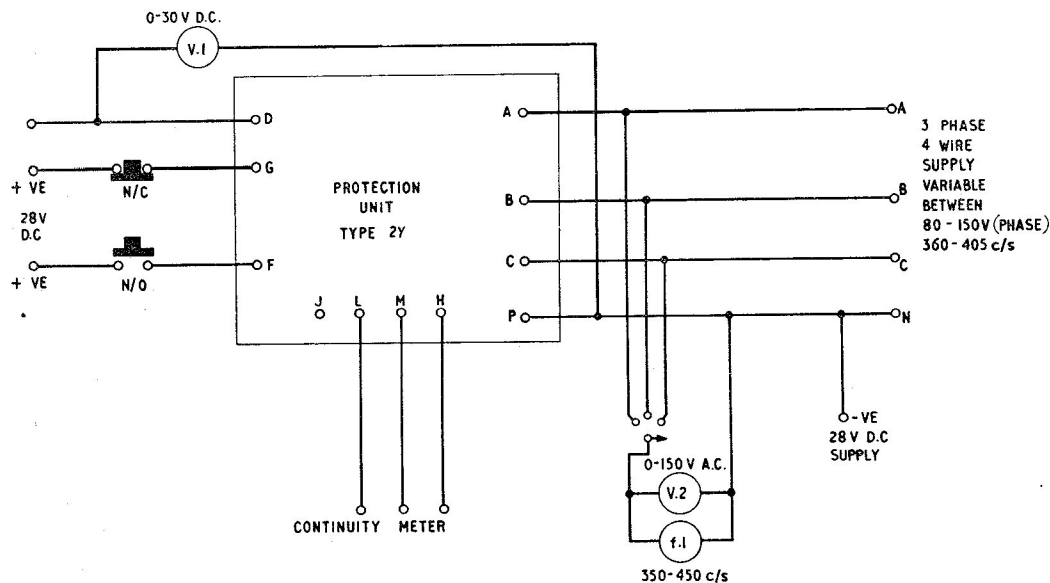 0-30 V D.C.
V.1
D
G
+ VE
N/C
28V
D.C
+ VE
N/O
F
PROTECTION
UNIT
TYPE 2Y
J
L
M
H
A
B
C
P
A
B
C
N
3 PHASE
4 WIRE
SUPPLY
VARIABLE
BETWEEN
80-150V (PHASE)
360-405 c/s
-VE
28V D.C
SUPPLY
0-150 V A.C.
V.2
f.1
350-450 c/s
CONTINUITY METER